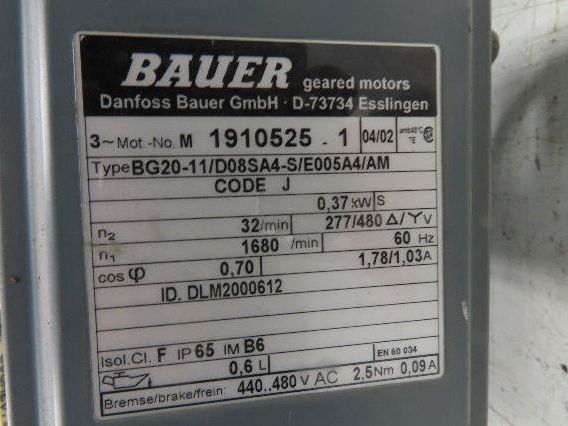 BAUER geared motors
Danfoss Bauer GmbH · D-73734 Esslingen
3~ Mot.-No. M 1910525 - 1 04/02 amb40°C TE
Type BG20-11/D08SA4-S/E005A4/AM
CODE J
0,37 kW S
n2 32/min 277/480 Δ/Y V
n1 1680 /min 60 Hz
cos φ 0,70 1,78/1,03 A
ID. DLM2000612
Isol.Cl. F IP 65 IM B6
0,6 L EN 60 034
Bremse/brake/frein: 440..480 V AC 2,5 Nm 0,09 A